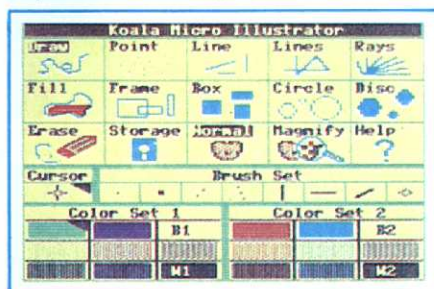 Koala Micro Illustrator
Draw Point Line Lines Rays
Fill Frame Box Circle Disc
Erase Storage Normal Magnify Help
?
Cursor Brush Set
Color Set 1 Color Set 2
B1 B2
W1 W2